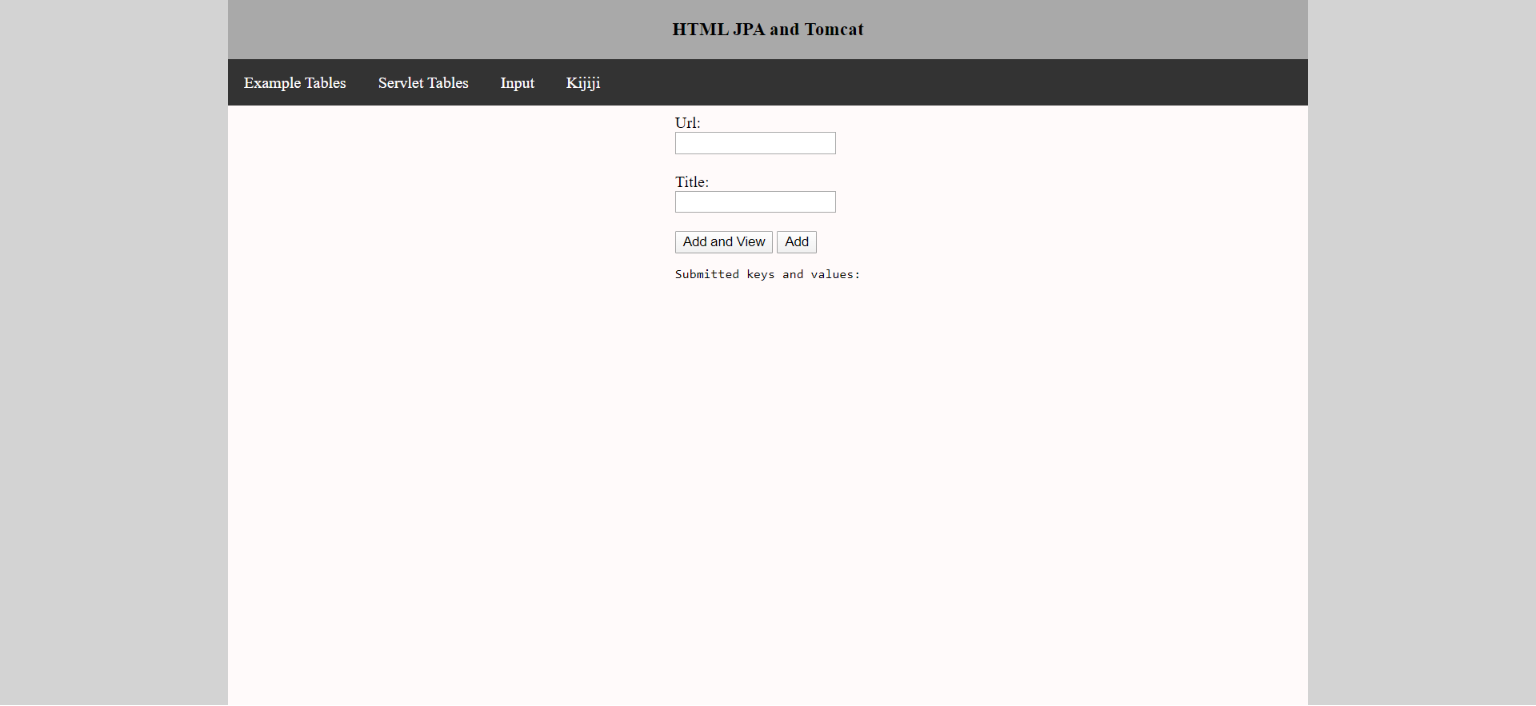 HTML JPA and Tomcat
Example Tables Servlet Tables Input Kijiji
Url:
Title:
Add and View Add
Submitted keys and values: